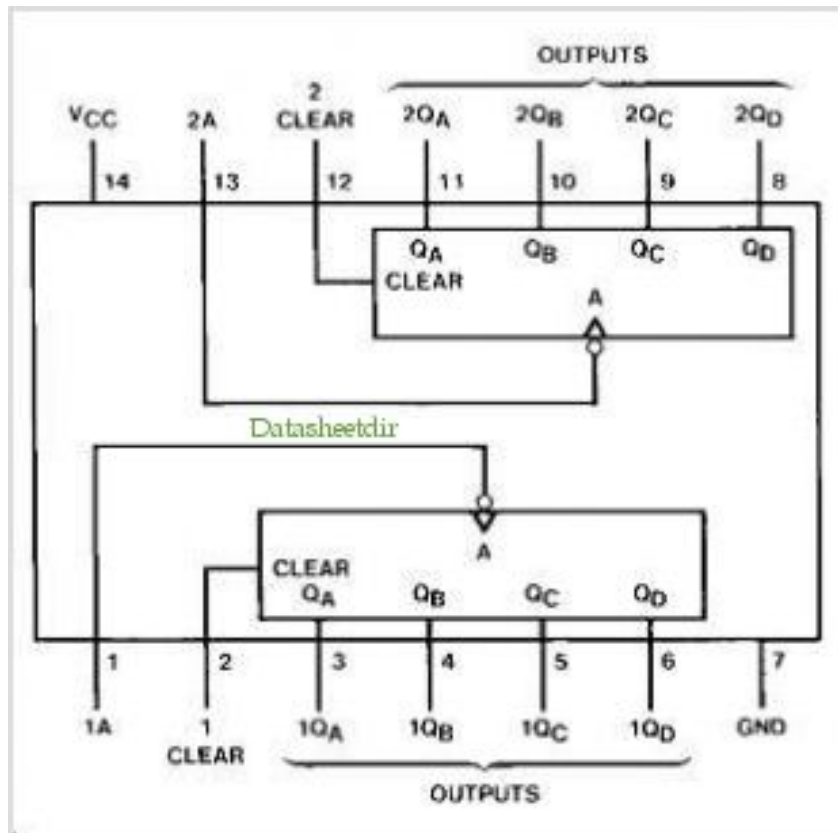 OUTPUTS
VCC 2A 2 CLEAR 2QA 2QB 2QC 2QD
14 13 12 11 10 9 8
QA QB QC QD
CLEAR
A
Datasheetdir
A
CLEAR
QA QB QC QD
1 2 3 4 5 6 7
1A 1 CLEAR 1QA 1QB 1QC 1QD GND
OUTPUTS